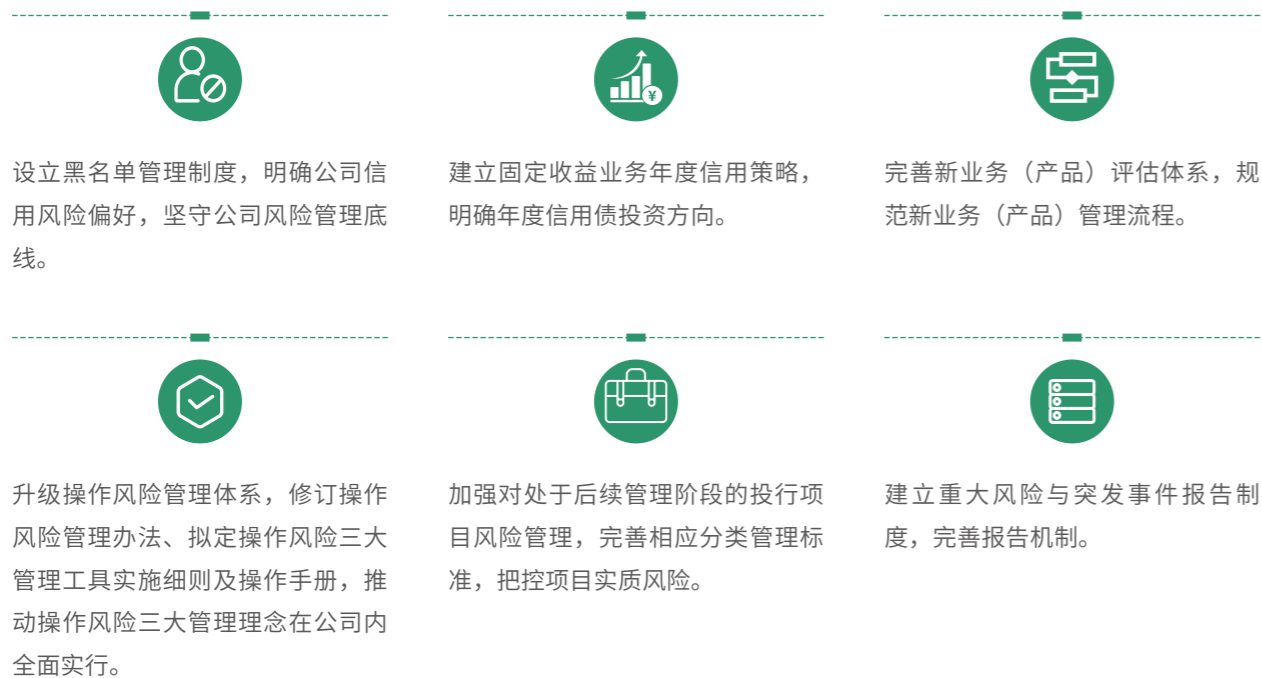 设立黑名单管理制度，明确公司信
用风险偏好，坚守公司风险管理底
线。
建立固定收益业务年度信用策略，
明确年度信用债投资方向。
完善新业务（产品）评估体系，规
范新业务（产品）管理流程。
升级操作风险管理体系，修订操作
风险管理办法、拟定操作风险三大
管理工具实施细则及操作手册，推
动操作风险三大管理理念在公司内
全面实行。
加强对处于后续管理阶段的投行项
目风险管理，完善相应分类管理标
准，把控项目实质风险。
建立重大风险与突发事件报告制
度，完善报告机制。